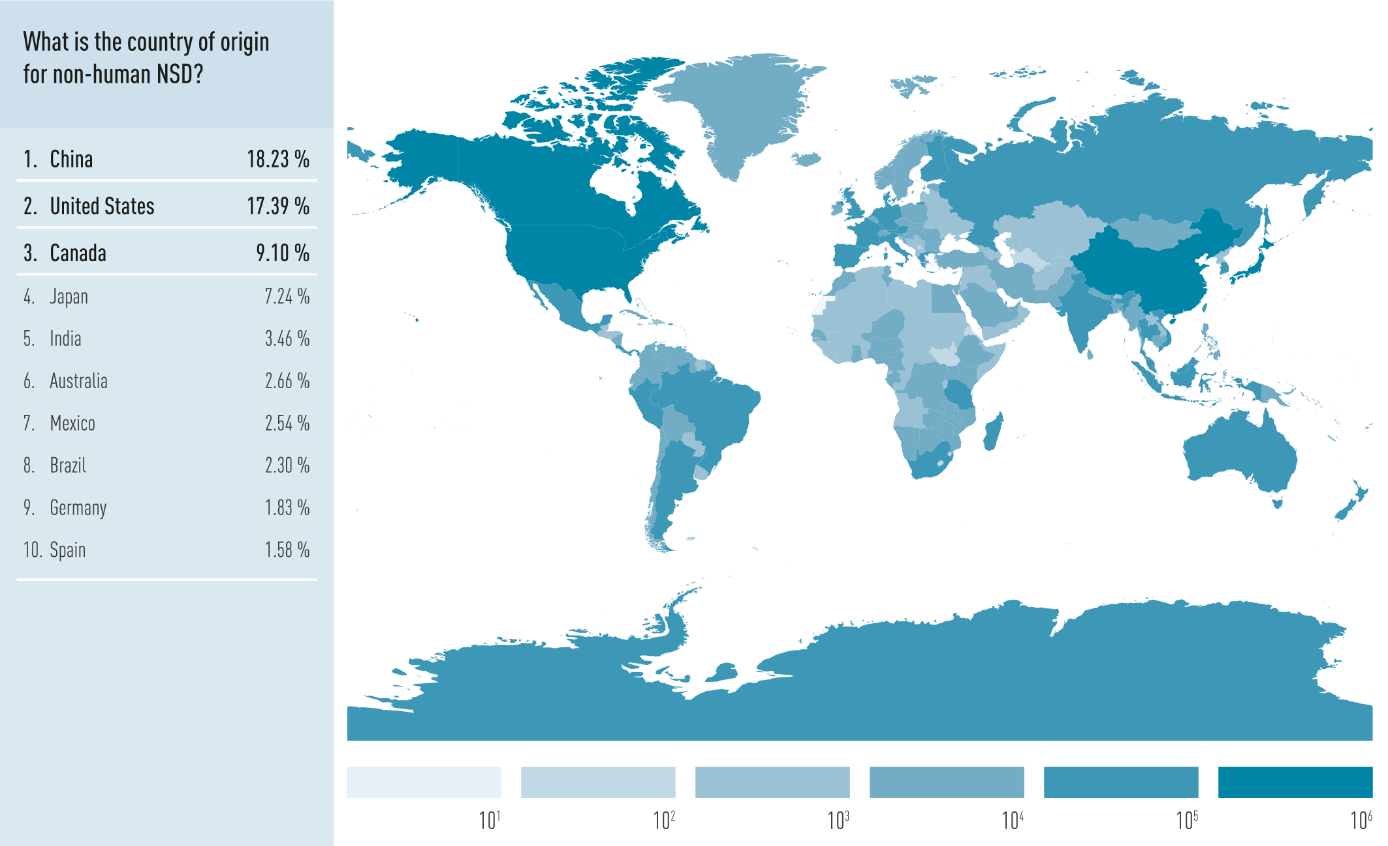 What is the country of origin
for non-human NSD?
1. China 18.23 %
2. United States 17.39 %
3. Canada 9.10 %
4. Japan 7.24 %
5. India 3.46 %
6. Australia 2.66 %
7. Mexico 2.54 %
8. Brazil 2.30 %
9. Germany 1.83 %
10. Spain 1.58 %
10¹ 10² 10³ 10⁴ 10⁵ 10⁶